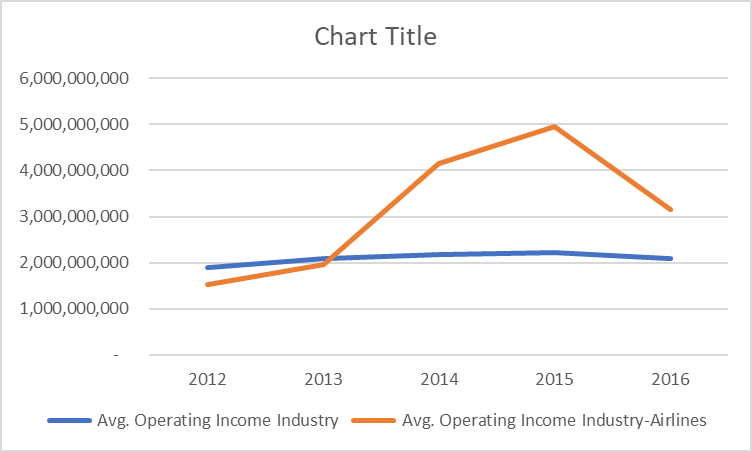 Chart Title
6,000,000,000
5,000,000,000
4,000,000,000
3,000,000,000
2,000,000,000
1,000,000,000
-
2012 2013 2014 2015 2016
Avg. Operating Income Industry Avg. Operating Income Industry-Airlines